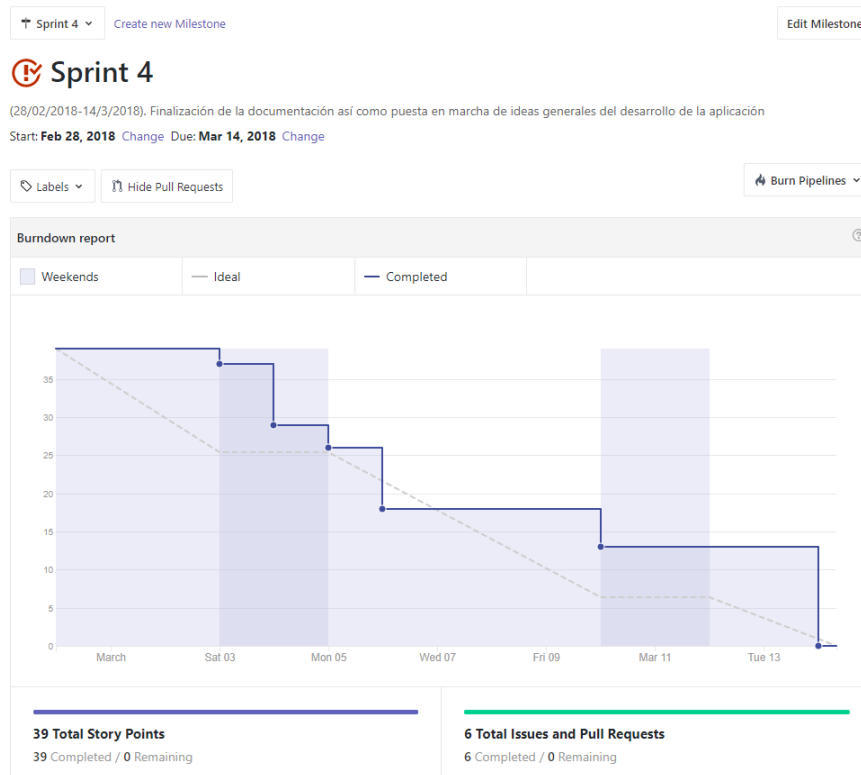 Sprint 4 Create new Milestone Edit Milestone
Sprint 4
(28/02/2018-14/3/2018). Finalización de la documentación así como puesta en marcha de ideas generales del desarrollo de la aplicación
Start: Feb 28, 2018 Change Due: Mar 14, 2018 Change
Labels Hide Pull Requests Burn Pipelines
Burndown report
Weekends Ideal Completed
35
30
25
20
15
10
5
0
March Sat 03 Mon 05 Wed 07 Fri 09 Mar 11 Tue 13
39 Total Story Points 6 Total Issues and Pull Requests
39 Completed / 0 Remaining 6 Completed / 0 Remaining